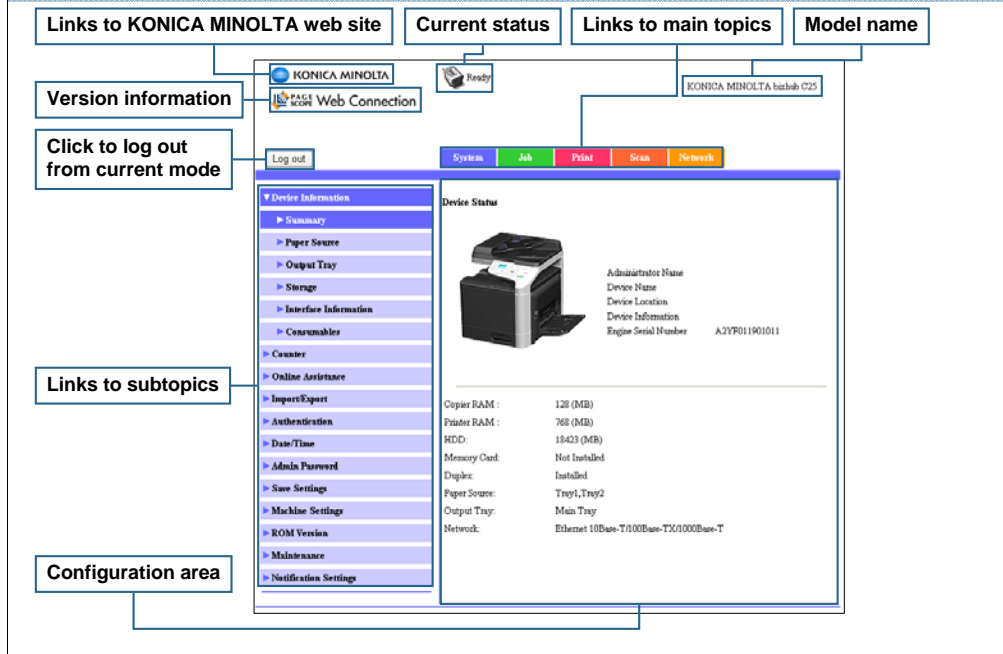 Links to KONICA MINOLTA web site
Current status
Links to main topics
Model name
KONICA MINOLTA
Ready
KONICA MINOLTA bizhub C25
Version information
PAGE SCOPE Web Connection
Click to log out
from current mode
Log out
System Job Print Scan Network
▼Device Information
►Summary
►Paper Source
►Output Tray
►Storage
►Interface Information
►Consumables
►Counter
►Online Assistance
►Import/Export
►Authentication
►Date/Time
►Admin Password
►Save Settings
►Machine Settings
►ROM Version
►Maintenance
►Notification Settings
Links to subtopics
Configuration area
Device Status
Administrator Name
Device Name
Device Location
Device Information
Engine Serial Number A2YF011901011
Copier RAM : 128 (MB)
Printer RAM : 768 (MB)
HDD: 18423 (MB)
Memory Card: Not Installed
Duplex: Installed
Paper Source: Tray1,Tray2
Output Tray: Main Tray
Network: Ethernet 10Base-T/100Base-TX/1000Base-T